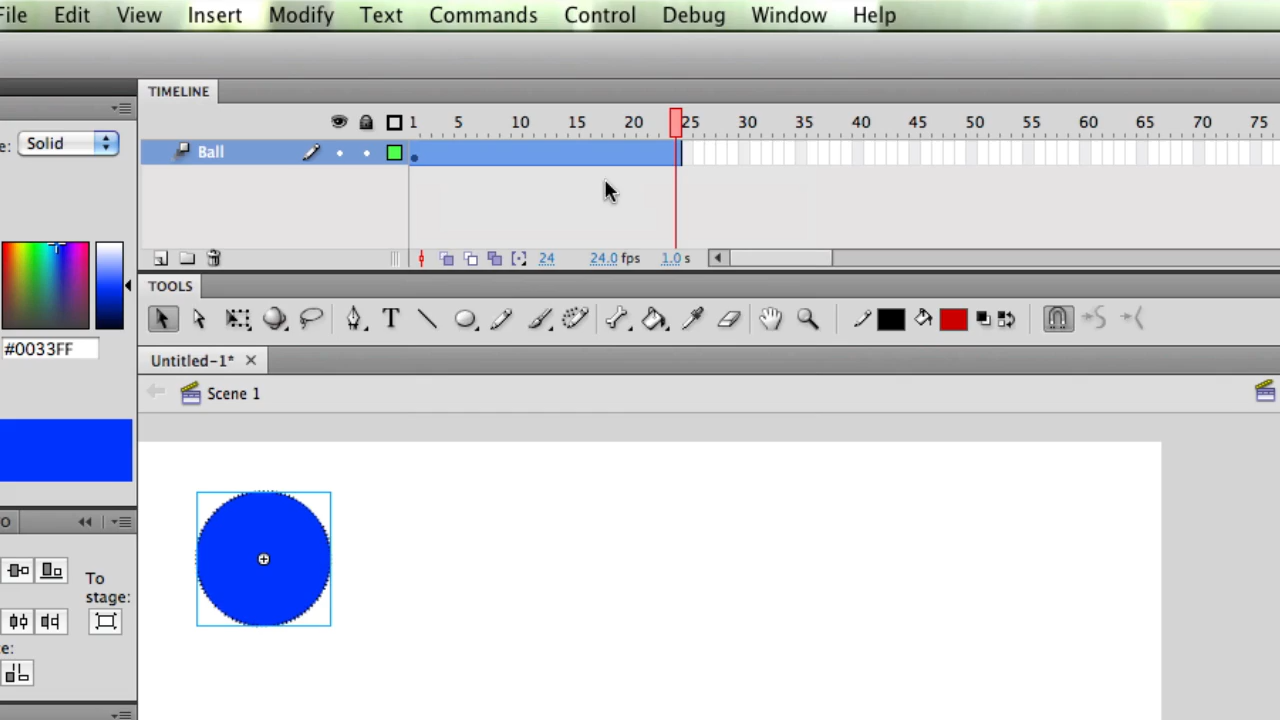 File Edit View Insert Modify Text Commands Control Debug Window Help
TIMELINE
e: Solid
1 5 10 15 20 25 30 35 40 45 50 55 60 65 70 75
Ball
24 24.0 fps 1.0 s
TOOLS
T
#0033FF
Untitled-1*
Scene 1
O
To
stage:
ce: